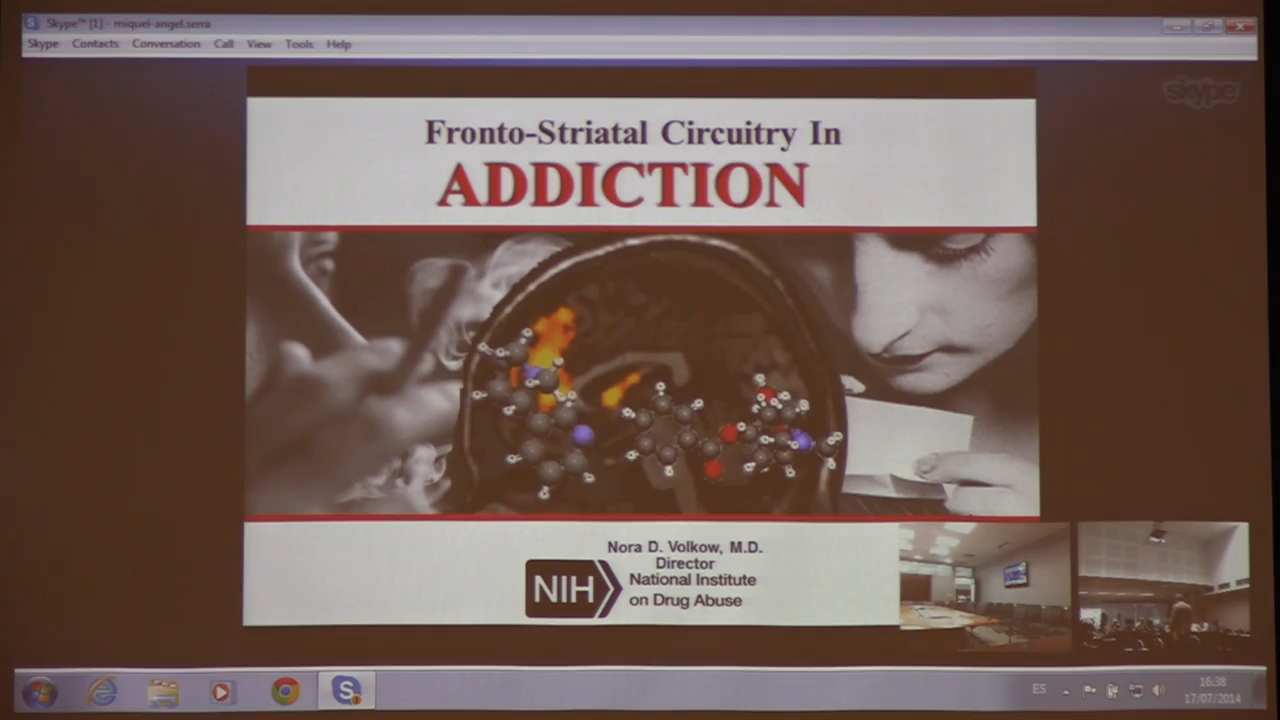 Skype™ [1] - miquel-angel.serra
Skype Contacts Conversation Call View Tools Help
skype
Fronto-Striatal Circuitry In
ADDICTION
Nora D. Volkow, M.D.
Director
NIH
National Institute
on Drug Abuse
ES
16:38
17/07/2014